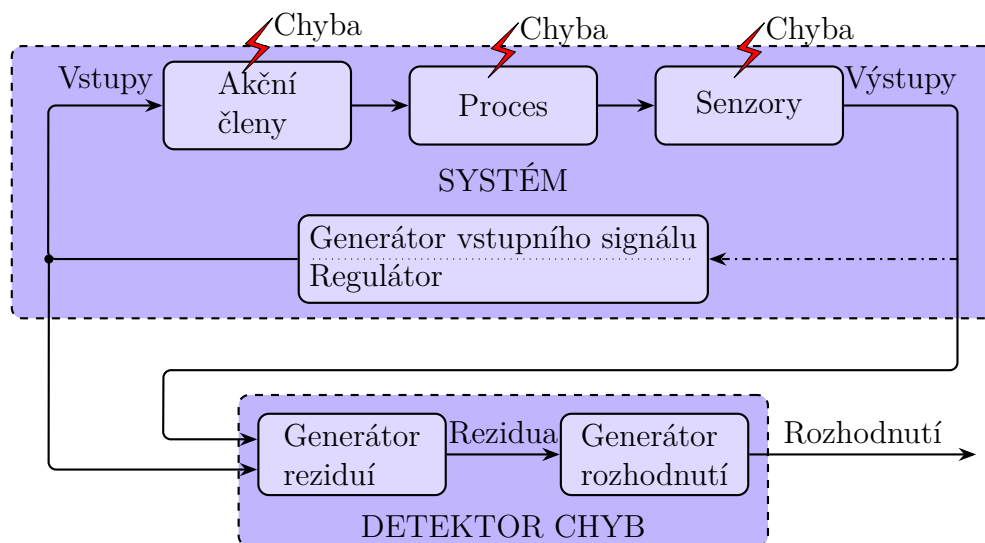 Chyba
Chyba
Chyba
Vstupy
Akční
členy
Proces
Senzory
Výstupy
SYSTÉM
Generátor vstupního signálu
Regulátor
Generátor
reziduí
Rezidua
Generátor
rozhodnutí
Rozhodnutí
DETEKTOR CHYB